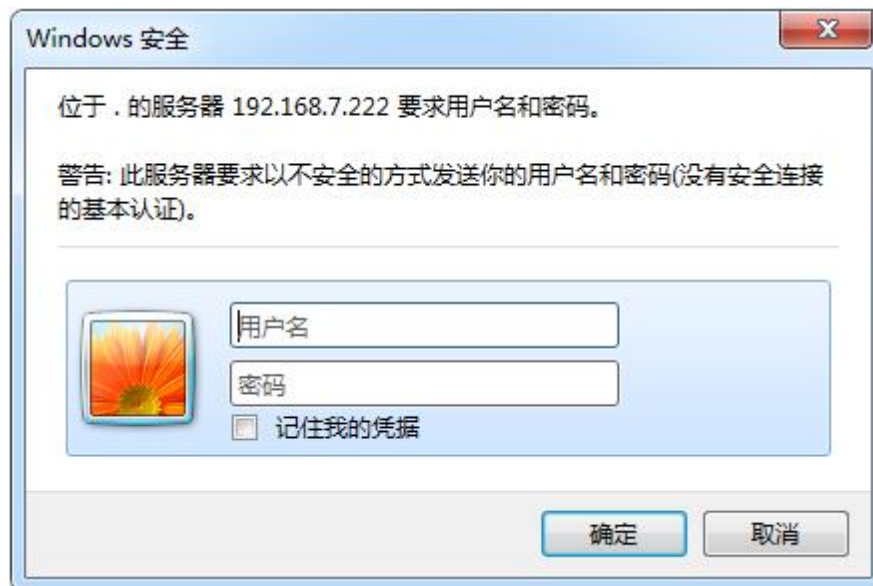 Windows 安全
位于 . 的服务器 192.168.7.222 要求用户名和密码。
警告: 此服务器要求以不安全的方式发送你的用户名和密码(没有安全连接
的基本认证)。
用户名
密码
记住我的凭据
确定
取消